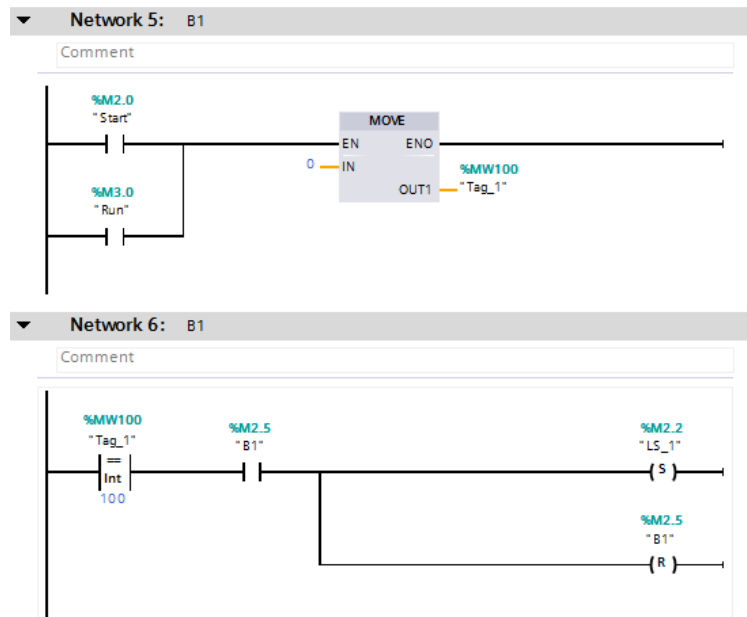 Network 5: B1
Comment
%M2.0
"Start"
MOVE
EN ENO
0 IN
%MW100
OUT1 "Tag_1"
%M3.0
"Run"
Network 6: B1
Comment
%MW100
"Tag_1"
==
Int
100
%M2.5
"B1"
%M2.2
"LS_1"
S
%M2.5
"B1"
R